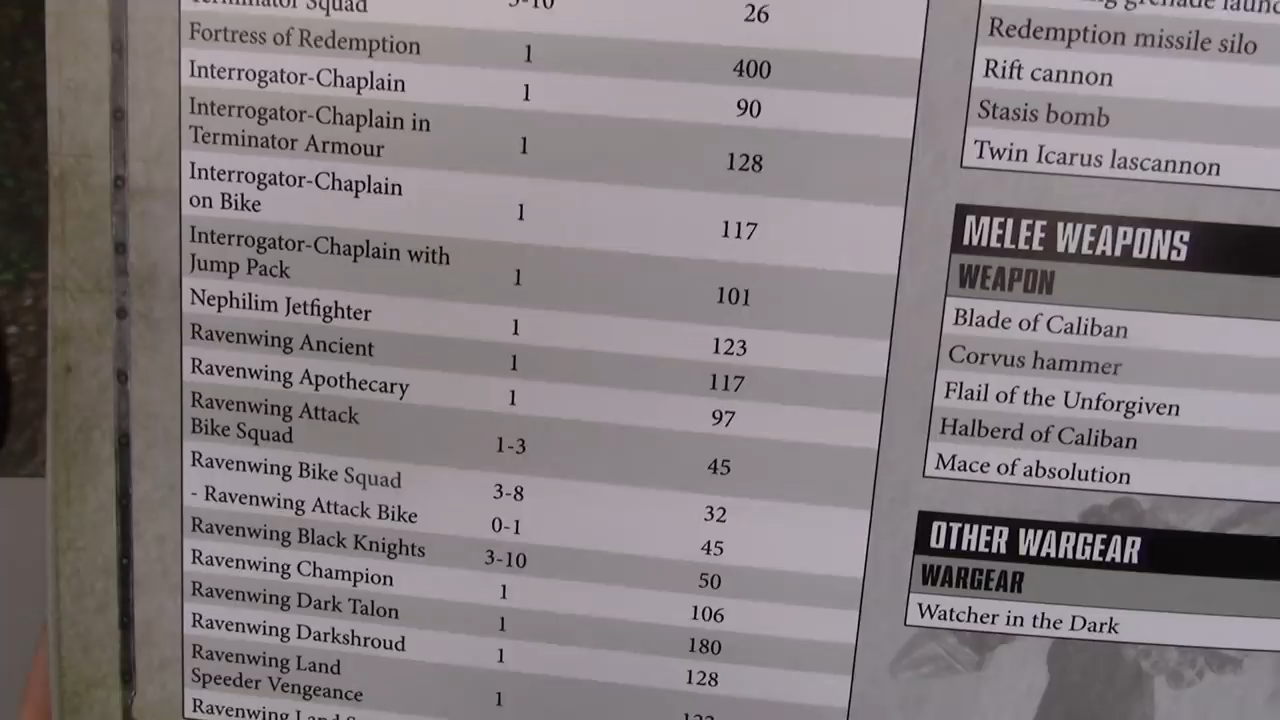 Terminator Squad 5-10 26
Fortress of Redemption 1 400
Interrogator-Chaplain 1 90
Interrogator-Chaplain in
Terminator Armour 1 128
Interrogator-Chaplain
on Bike 1 117
Interrogator-Chaplain with
Jump Pack 1 101
Nephilim Jetfighter 1 123
Ravenwing Ancient 1 117
Ravenwing Apothecary 1 97
Ravenwing Attack
Bike Squad 1-3 45
Ravenwing Bike Squad 3-8 32
- Ravenwing Attack Bike 0-1 45
Ravenwing Black Knights 3-10 50
Ravenwing Champion 1 106
Ravenwing Dark Talon 1 180
Ravenwing Darkshroud 1 128
Ravenwing Land
Speeder Vengeance 1
Ravenwing
grenade
Redemption missile silo
Rift cannon
Stasis bomb
Twin Icarus lascannon
MELEE WEAPONS
WEAPON
Blade of Caliban
Corvus hammer
Flail of the Unforgiven
Halberd of Caliban
Mace of absolution
OTHER WARGEAR
WARGEAR
Watcher in the Dark